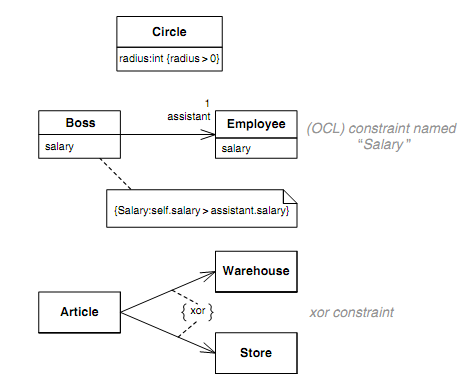 Circle
radius:int {radius > 0}
1
assistant
Boss
salary
Employee
salary
(OCL) constraint named
"Salary"
{Salary:self.salary > assistant.salary}
Warehouse
Article
{ xor }
xor constraint
Store